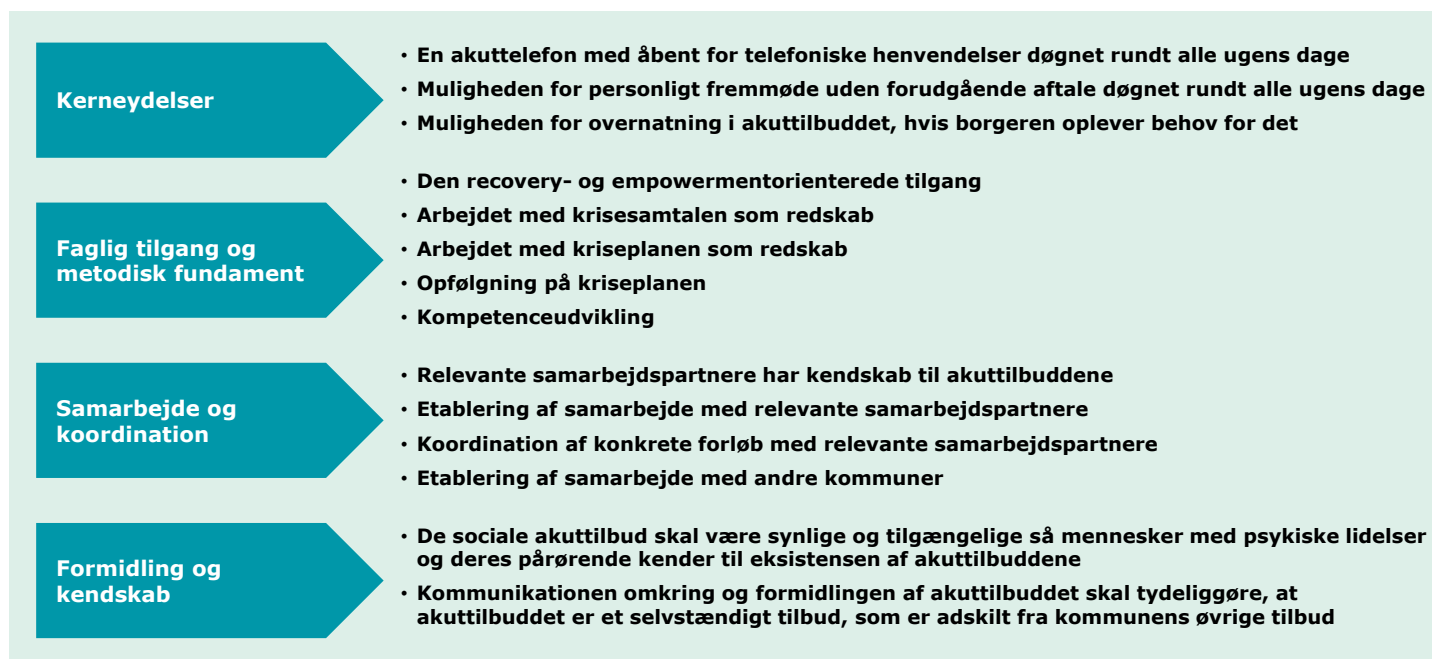 Kerneydelser
• En akuttelefon med åbent for telefoniske henvendelser døgnet rundt alle ugens dage
• Muligheden for personligt fremmøde uden forudgående aftale døgnet rundt alle ugens dage
• Muligheden for overnatning i akuttilbuddet, hvis borgeren oplever behov for det
Faglig tilgang og
metodisk fundament
• Den recovery- og empowermentorienterede tilgang
• Arbejdet med krisesamtalen som redskab
• Arbejdet med kriseplanen som redskab
• Opfølgning på kriseplanen
• Kompetenceudvikling
Samarbejde og
koordination
• Relevante samarbejdspartnere har kendskab til akuttilbuddene
• Etablering af samarbejde med relevante samarbejdspartnere
• Koordination af konkrete forløb med relevante samarbejdspartnere
• Etablering af samarbejde med andre kommuner
Formidling og
kendskab
• De sociale akuttilbud skal være synlige og tilgængelige så mennesker med psykiske lidelser
og deres pårørende kender til eksistensen af akuttilbuddene
• Kommunikationen omkring og formidlingen af akuttilbuddet skal tydeliggøre, at
akuttilbuddet er et selvstændigt tilbud, som er adskilt fra kommunens øvrige tilbud